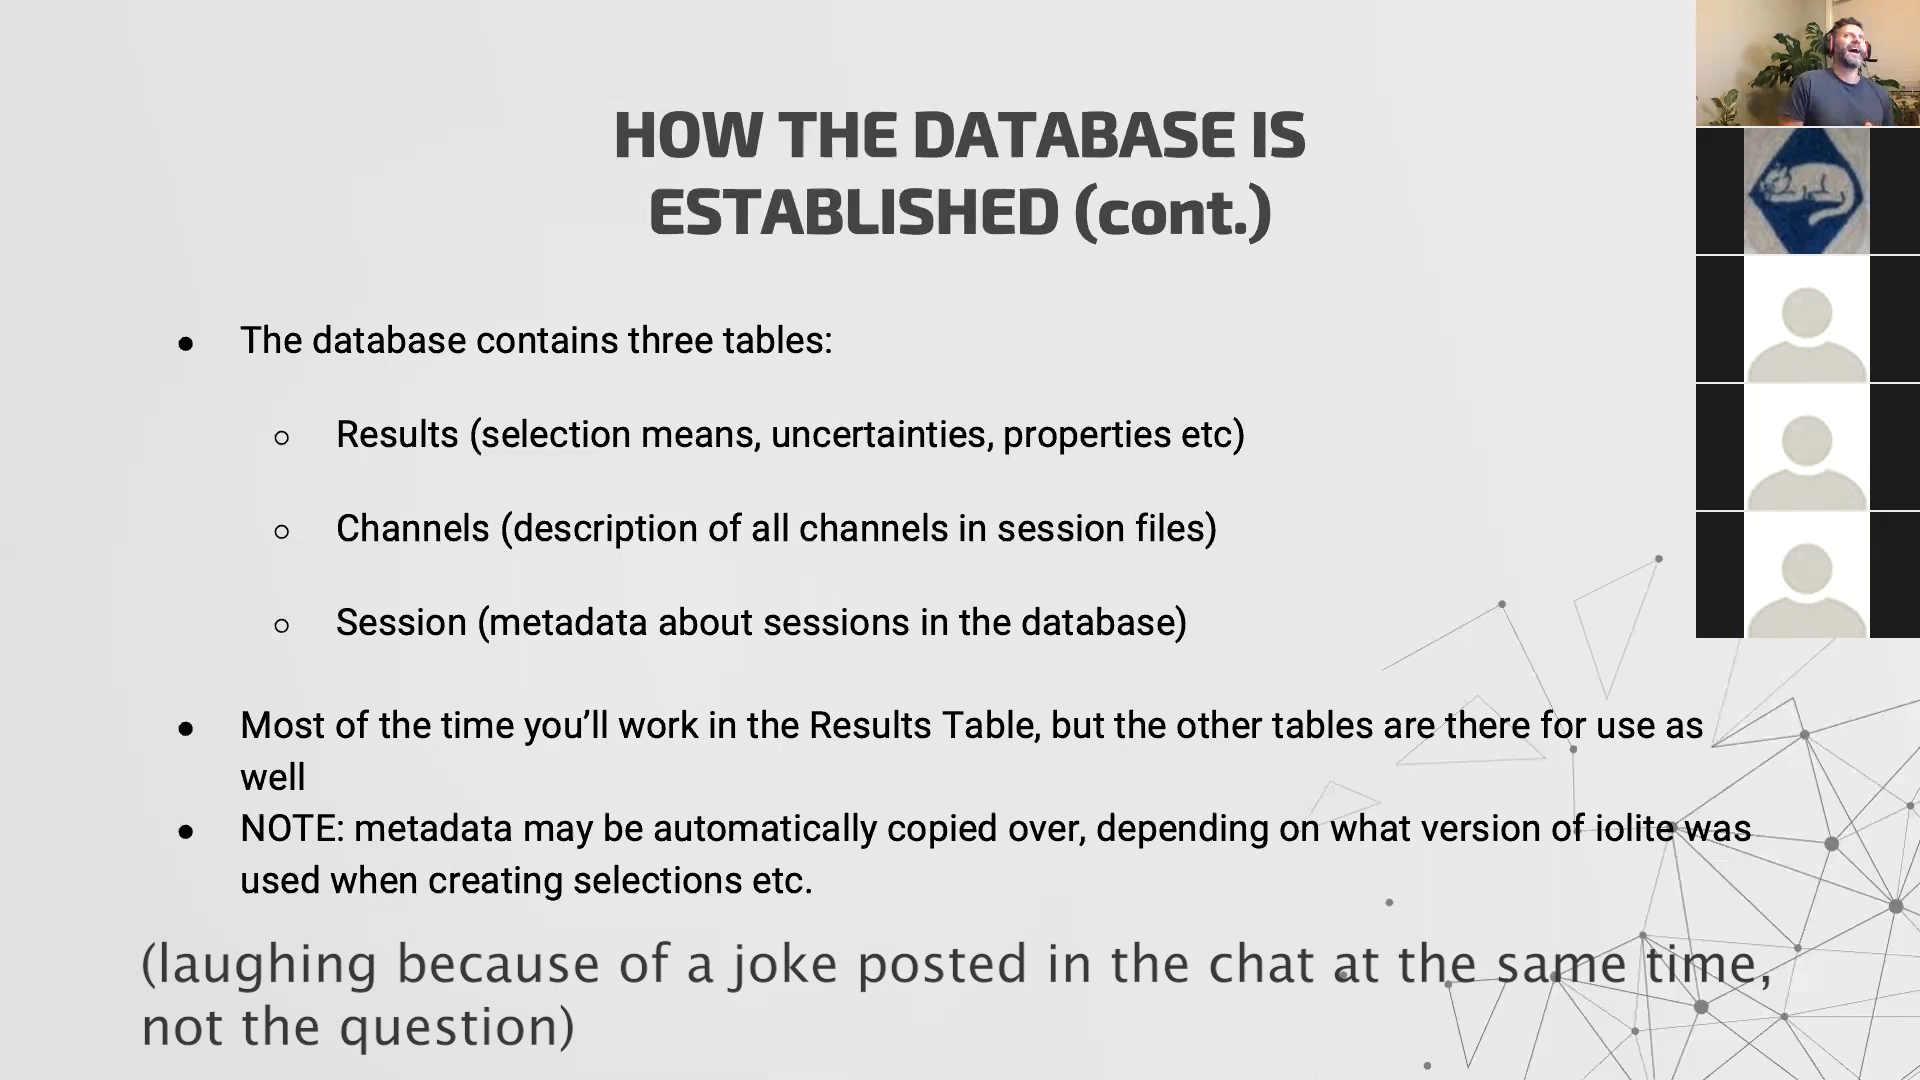 HOW THE DATABASE IS
ESTABLISHED (cont.)
● The database contains three tables:
○ Results (selection means, uncertainties, properties etc)
○ Channels (description of all channels in session files)
○ Session (metadata about sessions in the database)
● Most of the time you’ll work in the Results Table, but the other tables are there for use as
well
● NOTE: metadata may be automatically copied over, depending on what version of iolite was
used when creating selections etc.
(laughing because of a joke posted in the chat at the same time,
not the question)